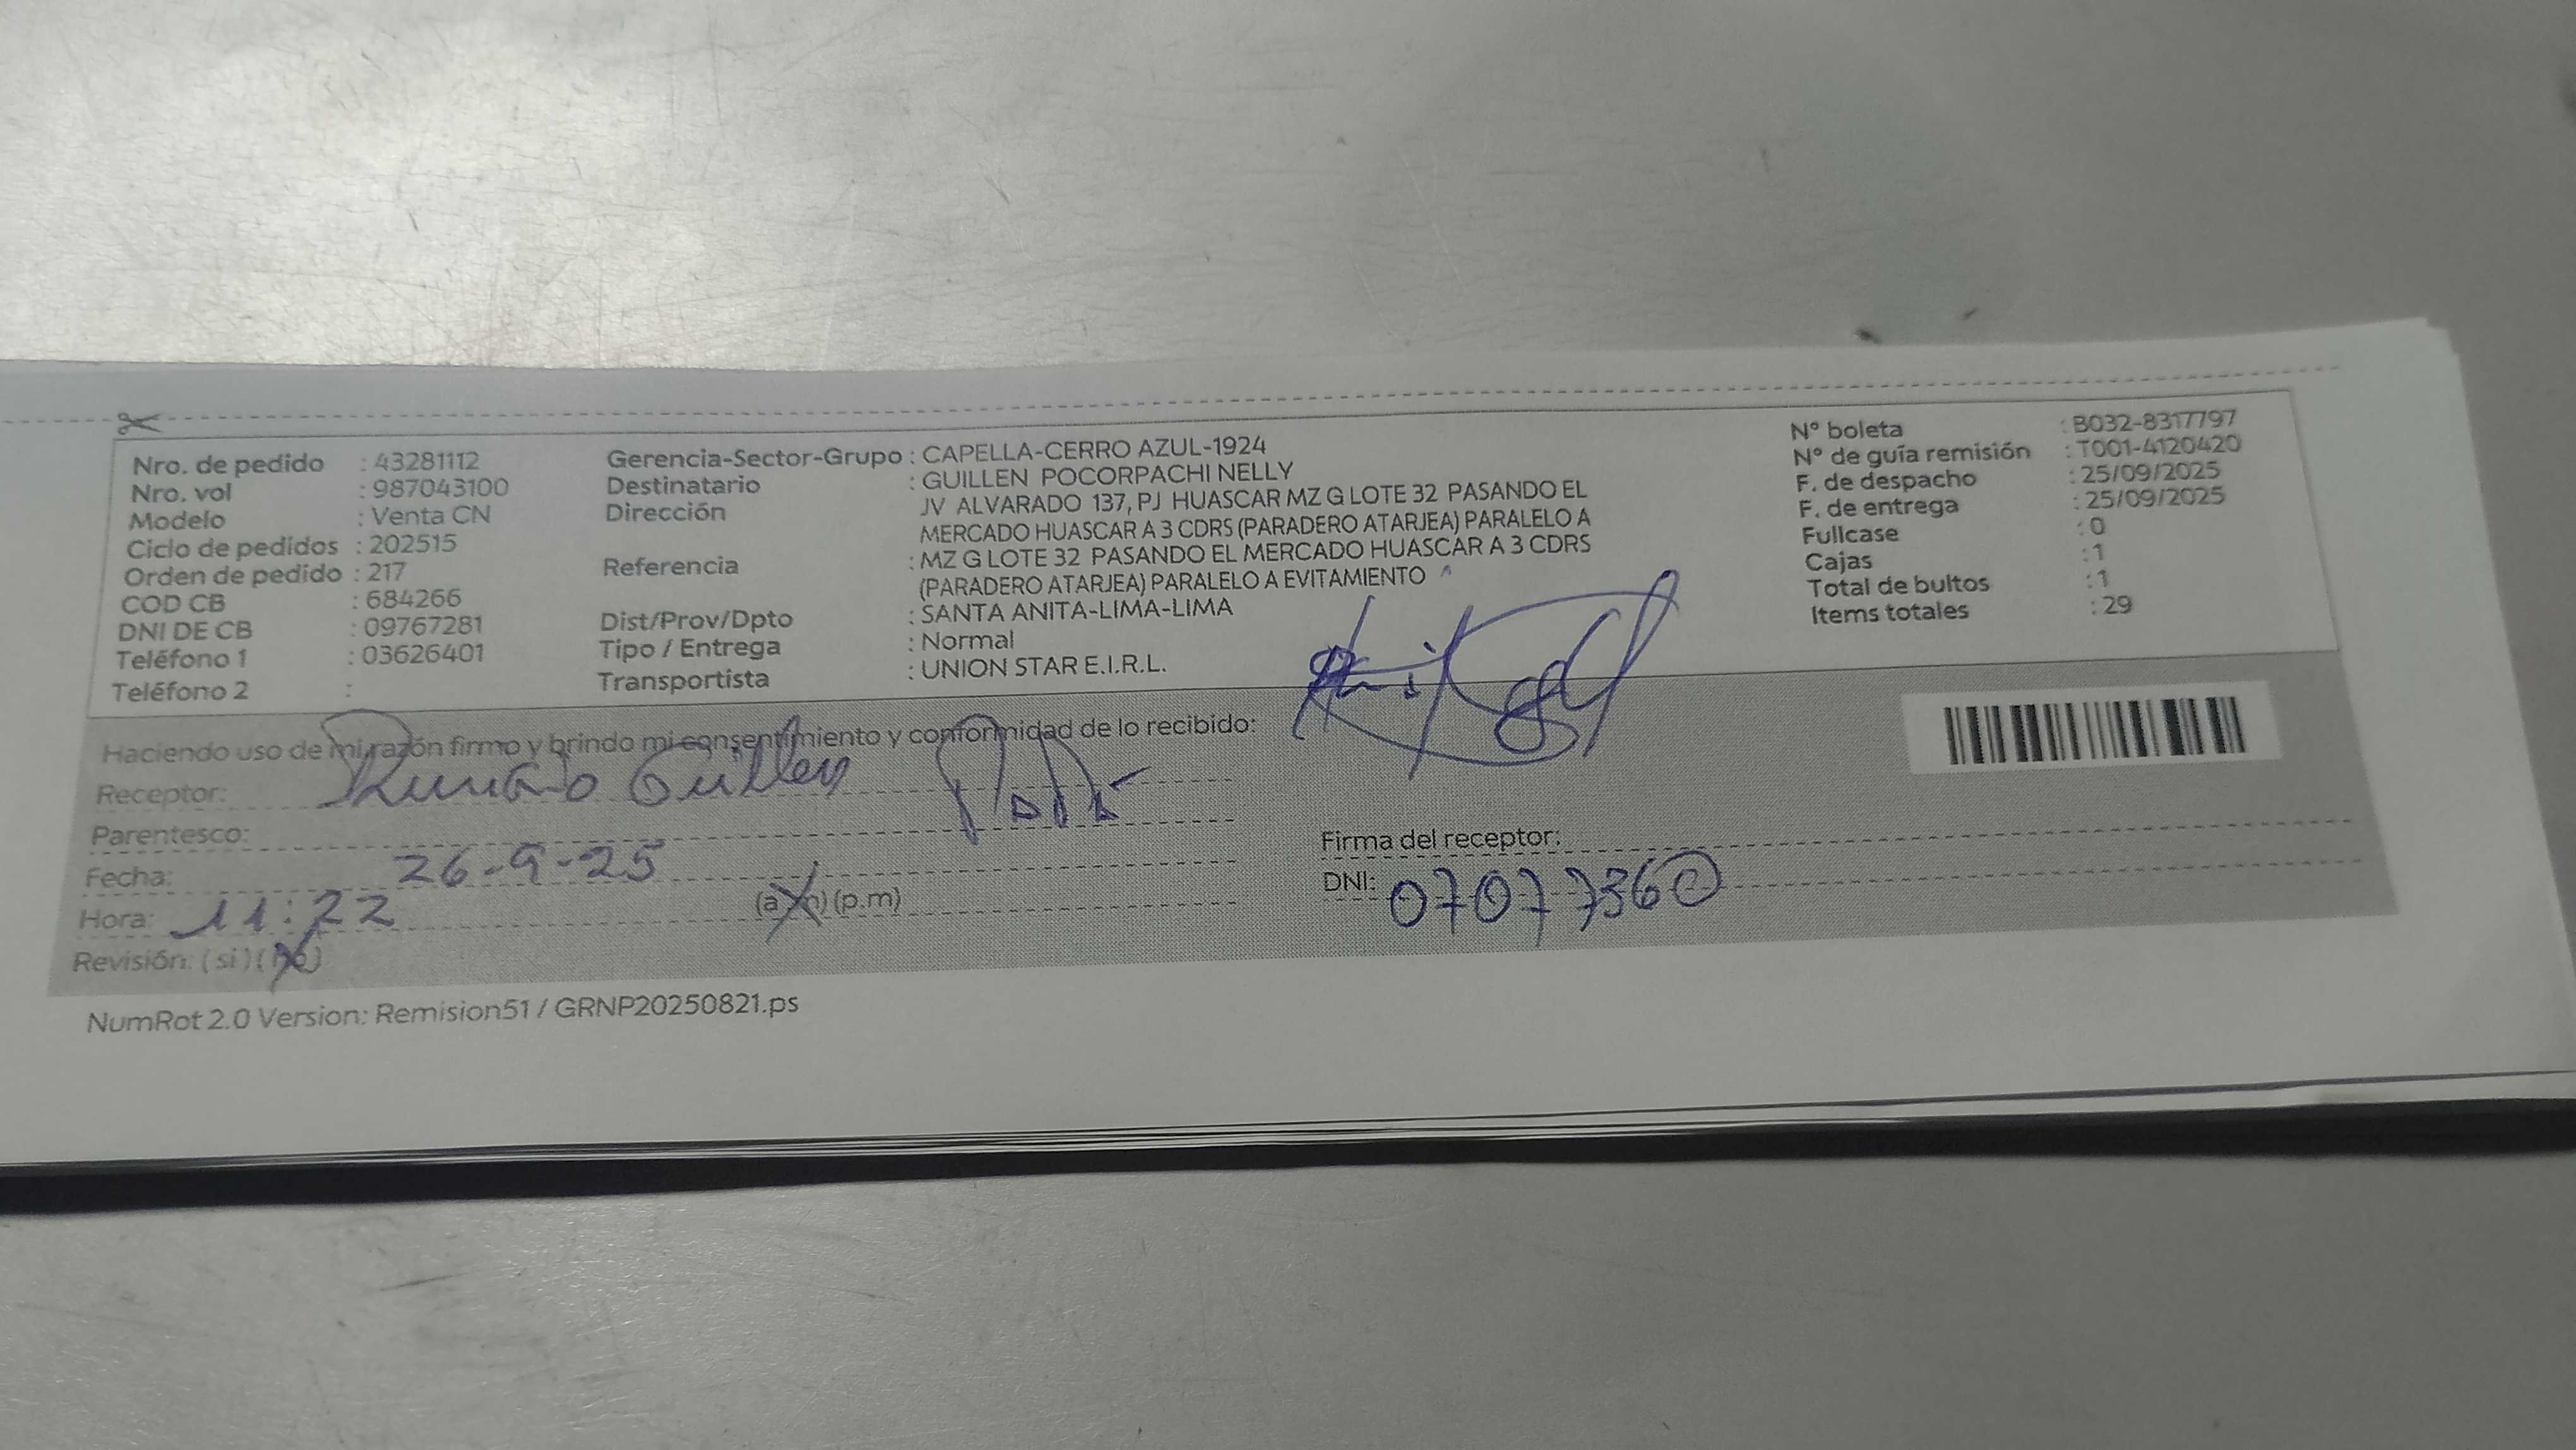 Nro. de pedido : 43281112
Nro. vol : 987043100
Modelo : Venta CN
Ciclo de pedidos : 202515
Orden de pedido : 217
COD CB : 684266
DNI DE CB : 09767281
Teléfono 1 : 03626401
Teléfono 2 :
Gerencia-Sector-Grupo : CAPELLA-CERRO AZUL-1924
Destinatario : GUILLEN POCORPACHI NELLY
Dirección JV ALVARADO 137, PJ HUASCAR MZ G LOTE 32 PASANDO EL
MERCADO HUASCAR A 3 CDRS (PARADERO ATARJEA) PARALELO A
Referencia : MZ G LOTE 32 PASANDO EL MERCADO HUASCAR A 3 CDRS
(PARADERO ATARJEA) PARALELO A EVITAMIENTO
Dist/Prov/Dpto : SANTA ANITA-LIMA-LIMA
Tipo / Entrega : Normal
Transportista : UNION STAR E.I.R.L.
N° boleta : B032-8317797
N° de guía remisión : T001-4120420
F. de despacho : 25/09/2025
F. de entrega : 25/09/2025
Fullcase : 0
Cajas : 1
Total de bultos : 1
Items totales : 29
Haciendo uso de mi razón firmo y brindo mi consentimiento y conformidad de lo recibido:
Receptor: Guillen
Parentesco:
Fecha: 26-9-25
Hora: 11:22 (a.m) (p.m)
Revisión: (si) (no)
Firma del receptor:
DNI: 07077360
NumRot 2.0 Version: Remision51 / GRNP20250821.ps